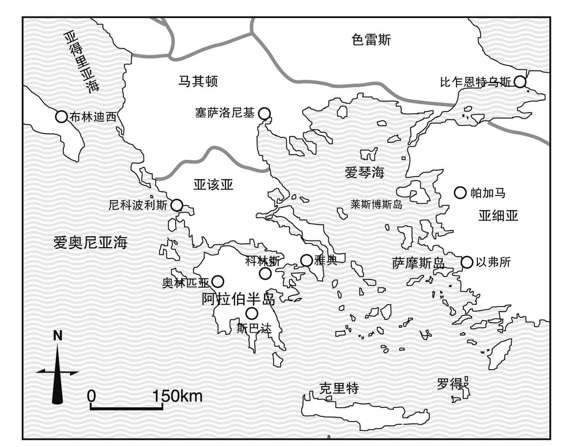 色雷斯
亚得里亚海
马其顿
比乍恩特乌斯
塞萨洛尼基
布林迪西
爱琴海
亚该亚
帕加马
莱斯博斯岛
尼科波利斯
亚细亚
爱奥尼亚海
科林斯
雅典
萨摩斯岛
以弗所
奥林匹亚
阿拉伯半岛
斯巴达
N
克里特
罗得
0 150km